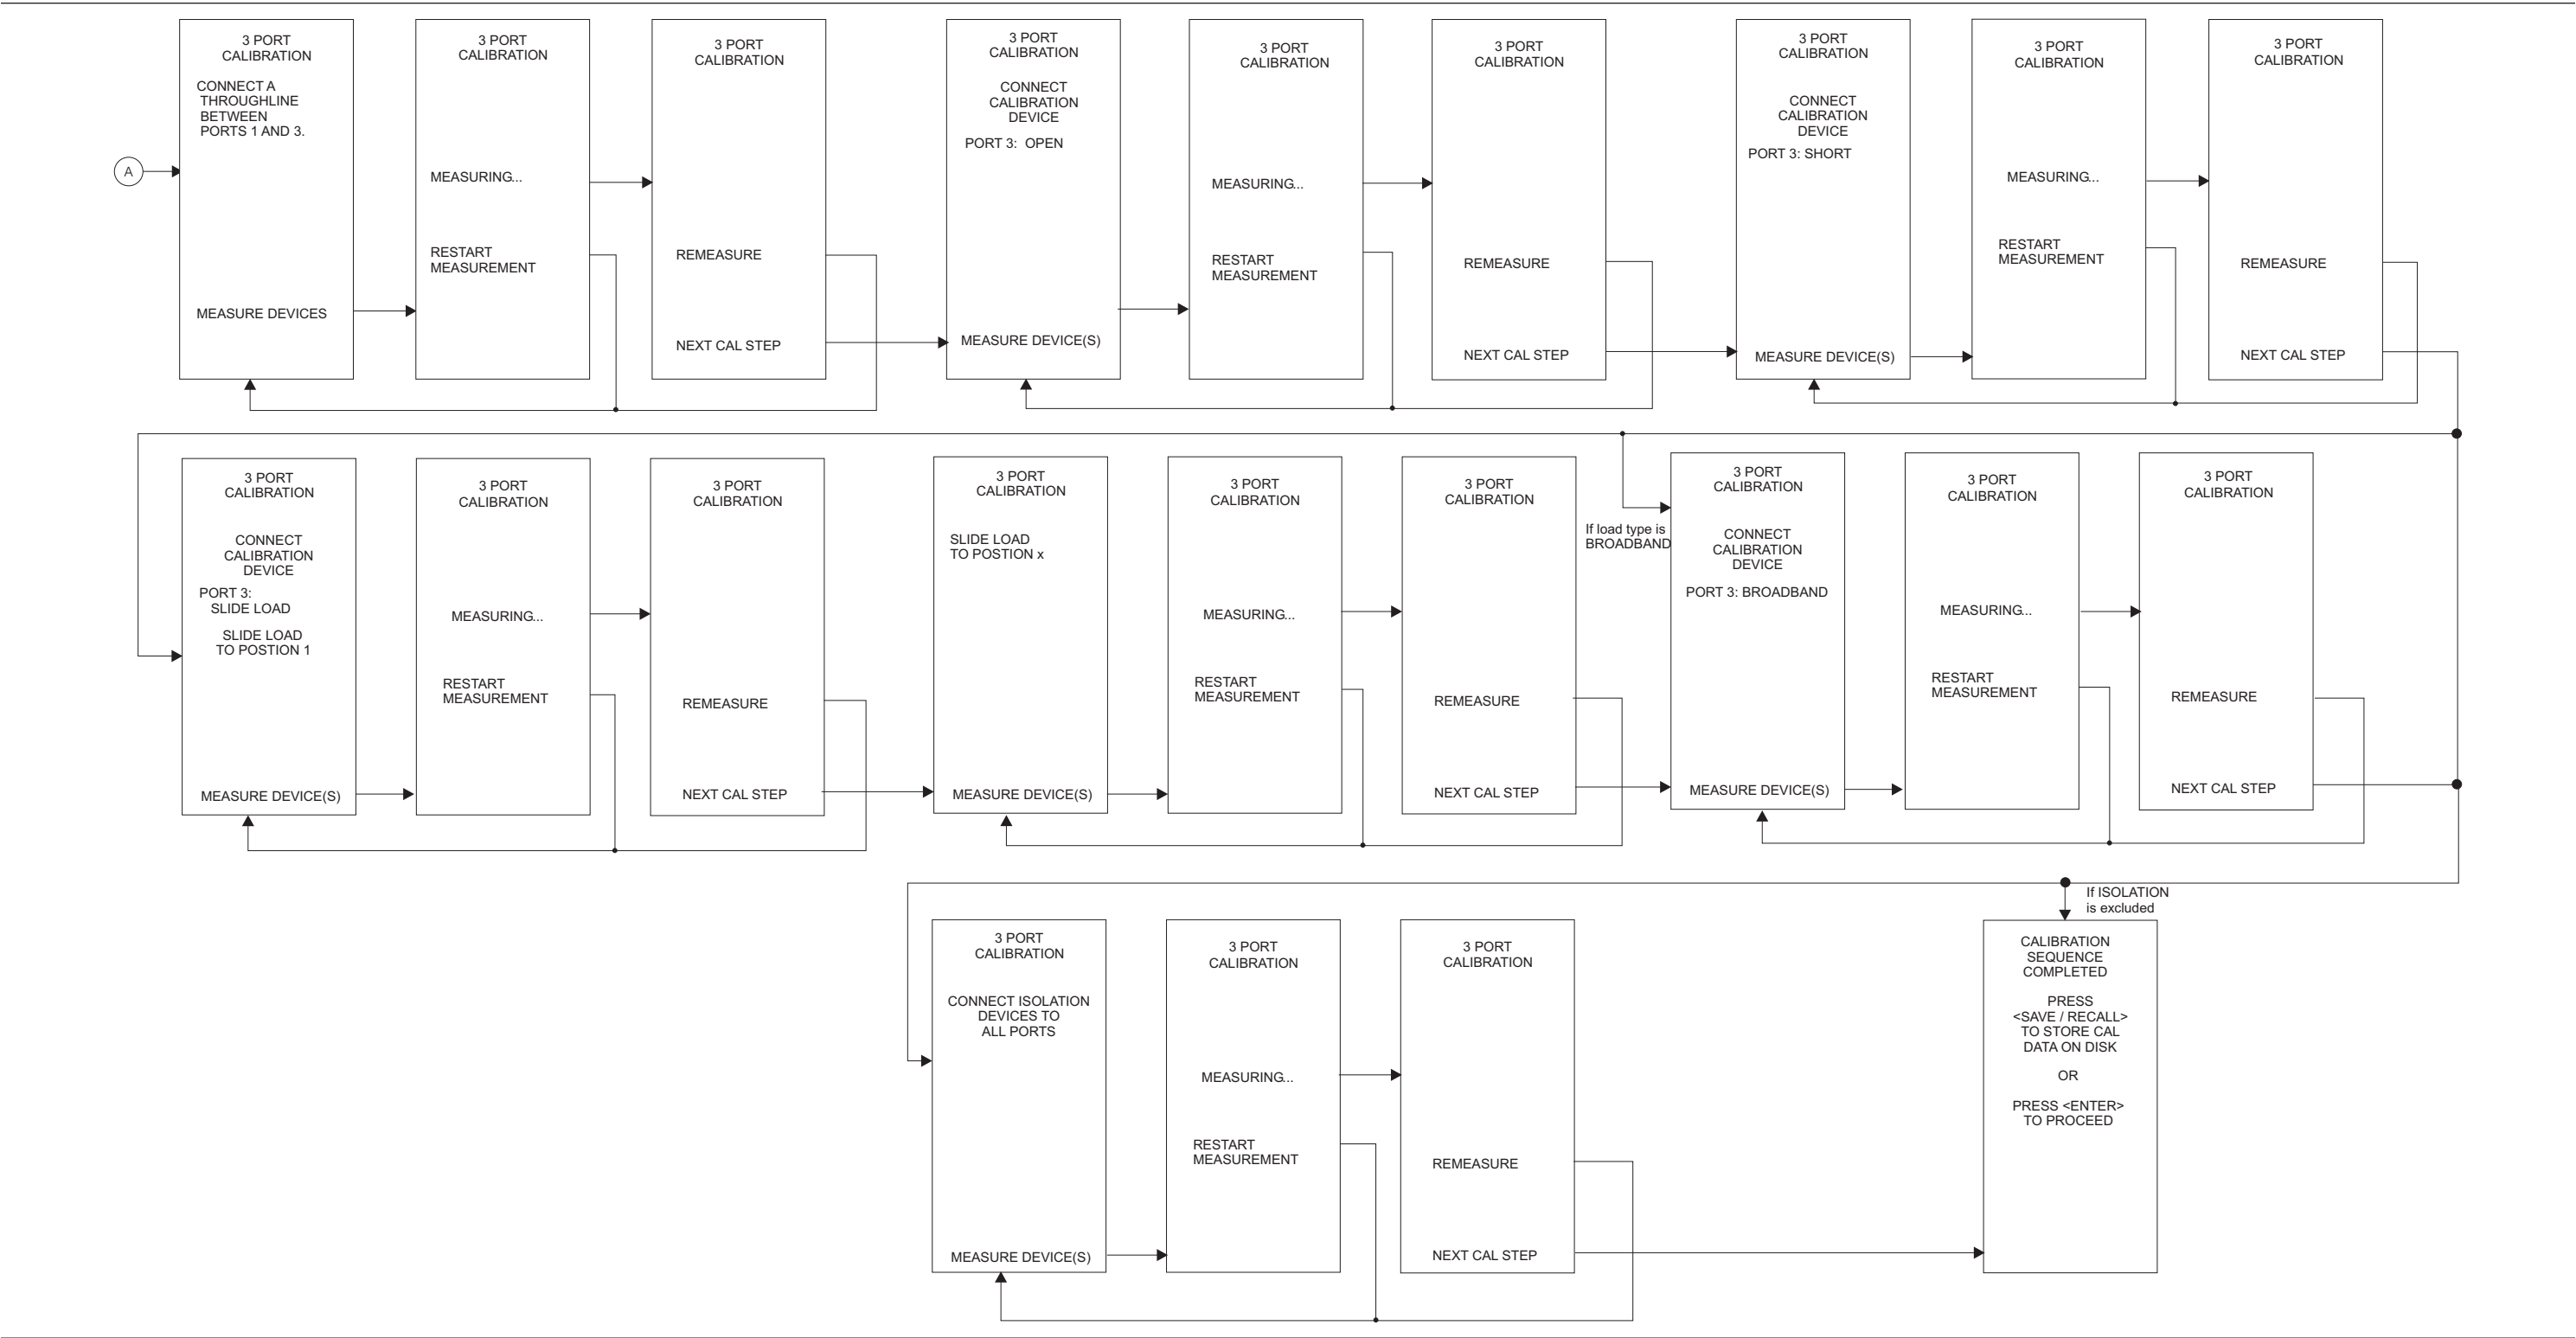 3 PORT
CALIBRATION
CONNECT A
THROUGHLINE
BETWEEN
PORTS 1 AND 3.
MEASURE DEVICES
A
3 PORT
CALIBRATION
MEASURING...
RESTART
MEASUREMENT
3 PORT
CALIBRATION
REMEASURE
NEXT CAL STEP
3 PORT
CALIBRATION
CONNECT
CALIBRATION
DEVICE
PORT 3: OPEN
MEASURE DEVICE(S)
3 PORT
CALIBRATION
MEASURING...
RESTART
MEASUREMENT
3 PORT
CALIBRATION
REMEASURE
NEXT CAL STEP
3 PORT
CALIBRATION
CONNECT
CALIBRATION
DEVICE
PORT 3: SHORT
MEASURE DEVICE(S)
3 PORT
CALIBRATION
MEASURING...
RESTART
MEASUREMENT
3 PORT
CALIBRATION
REMEASURE
NEXT CAL STEP
3 PORT
CALIBRATION
CONNECT
CALIBRATION
DEVICE
PORT 3:
SLIDE LOAD
SLIDE LOAD
TO POSTION 1
MEASURE DEVICE(S)
3 PORT
CALIBRATION
MEASURING...
RESTART
MEASUREMENT
3 PORT
CALIBRATION
REMEASURE
NEXT CAL STEP
3 PORT
CALIBRATION
SLIDE LOAD
TO POSTION x
MEASURE DEVICE(S)
3 PORT
CALIBRATION
MEASURING...
RESTART
MEASUREMENT
3 PORT
CALIBRATION
REMEASURE
NEXT CAL STEP
If load type is
BROADBAND
3 PORT
CALIBRATION
CONNECT
CALIBRATION
DEVICE
PORT 3: BROADBAND
MEASURE DEVICE(S)
3 PORT
CALIBRATION
MEASURING...
RESTART
MEASUREMENT
3 PORT
CALIBRATION
REMEASURE
NEXT CAL STEP
3 PORT
CALIBRATION
CONNECT ISOLATION
DEVICES TO
ALL PORTS
MEASURE DEVICE(S)
3 PORT
CALIBRATION
MEASURING...
RESTART
MEASUREMENT
3 PORT
CALIBRATION
REMEASURE
NEXT CAL STEP
If ISOLATION
is excluded
CALIBRATION
SEQUENCE
COMPLETED
PRESS
<SAVE / RECALL>
TO STORE CAL
DATA ON DISK
OR
PRESS <ENTER>
TO PROCEED